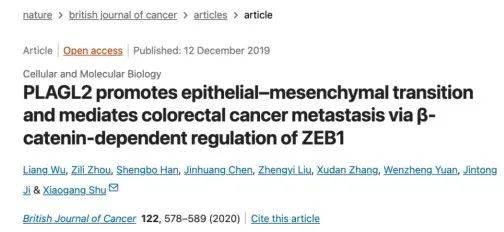 nature > british journal of cancer > articles > article
Article | Open access | Published: 12 December 2019
Cellular and Molecular Biology
PLAGL2 promotes epithelial–mesenchymal transition
and mediates colorectal cancer metastasis via β-
catenin-dependent regulation of ZEB1
Liang Wu, Zili Zhou, Shengbo Han, Jinhuang Chen, Zhengyi Liu, Xudan Zhang, Wenzheng Yuan, Jintong
Ji & Xiaogang Shu
British Journal of Cancer 122, 578–589 (2020) | Cite this article